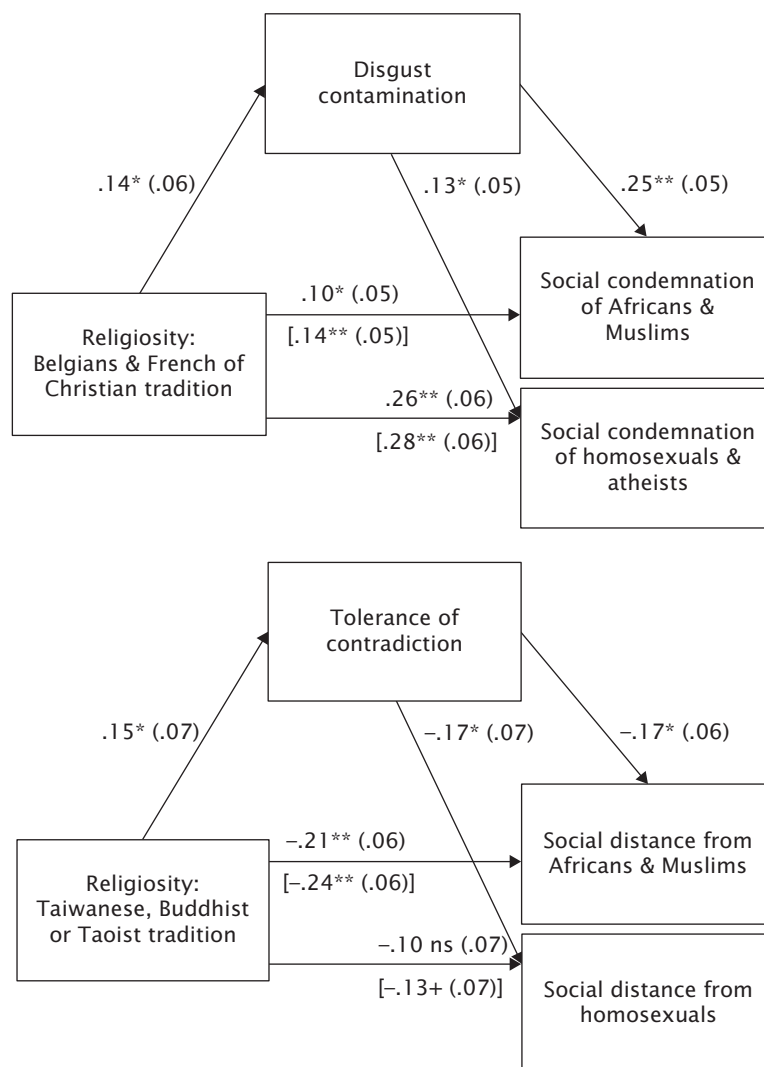 Disgust
contamination
.14* (.06)
.13* (.05)
.25** (.05)
Religiosity:
Belgians & French of
Christian tradition
.10* (.05)
[.14** (.05)]
.26** (.06)
[.28** (.06)]
Social condemnation
of Africans &
Muslims
Social condemnation
of homosexuals &
atheists
Tolerance of
contradiction
.15* (.07)
–.17* (.07)
–.17* (.06)
Religiosity:
Taiwanese, Buddhist
or Taoist tradition
–.21** (.06)
[–.24** (.06)]
–.10 ns (.07)
[–.13+ (.07)]
Social distance from
Africans & Muslims
Social distance from
homosexuals